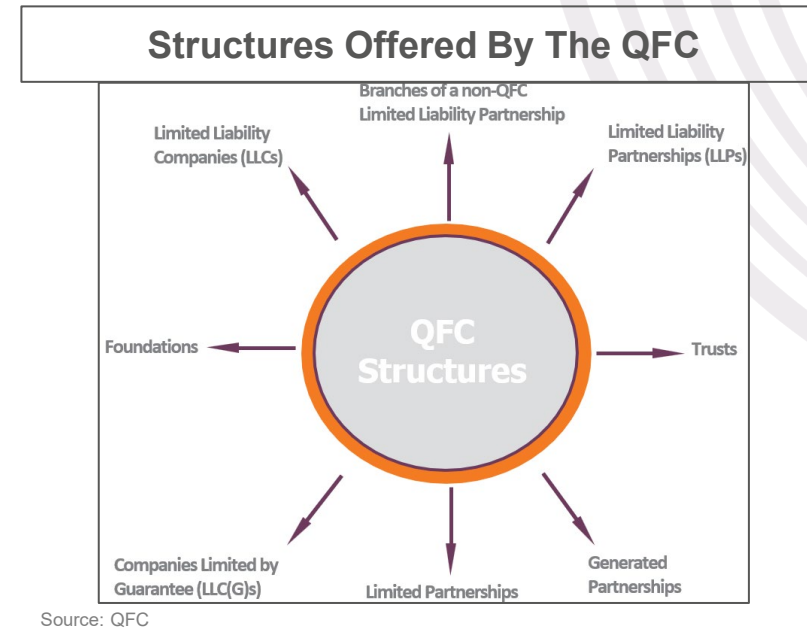 Structures Offered By The QFC
Branches of a non-QFC
Limited Liability Partnership
Limited Liability
Companies (LLCs)
Limited Liability
Partnerships (LLPs)
QFC
Structures
Foundations
Trusts
Companies Limited by
Guarantee (LLC(G)s)
Limited Partnerships
Generated
Partnerships
Source: QFC